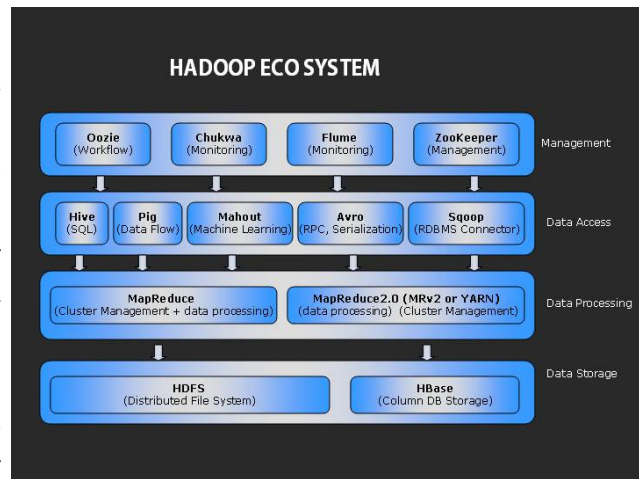 HADOOP ECO SYSTEM
Oozie
(Workflow)
Chukwa
(Monitoring)
Flume
(Monitoring)
ZooKeeper
(Management)
Management
Hive
(SQL)
Pig
(Data Flow)
Mahout
(Machine Learning)
Avro
(RPC, Serialization)
Sqoop
(RDBMS Connector)
Data Access
MapReduce
(Cluster Management + data processing)
MapReduce2.0 (MRv2 or YARN)
(data processing) (Cluster Management)
Data Processing
HDFS
(Distributed File System)
HBase
(Column DB Storage)
Data Storage